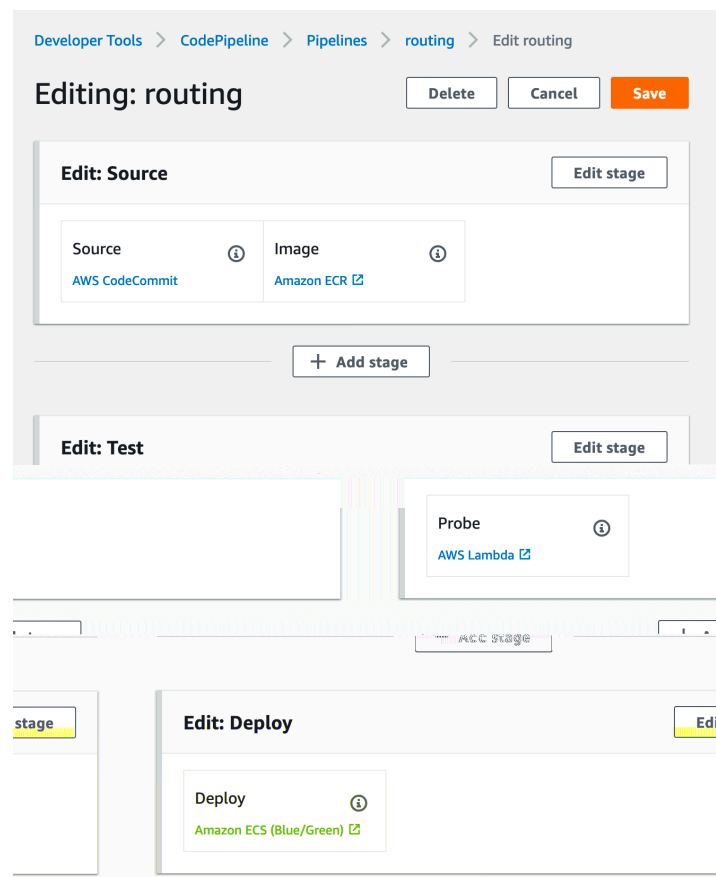 Developer Tools > CodePipeline > Pipelines > routing > Edit routing
Editing: routing
Delete
Cancel
Save
Edit: Source
Edit stage
Source
AWS CodeCommit
Image
Amazon ECR
+ Add stage
Edit: Test
Edit stage
Probe
AWS Lambda
stage
stage
Edit: Deploy
Edi
Deploy
Amazon ECS (Blue/Green)